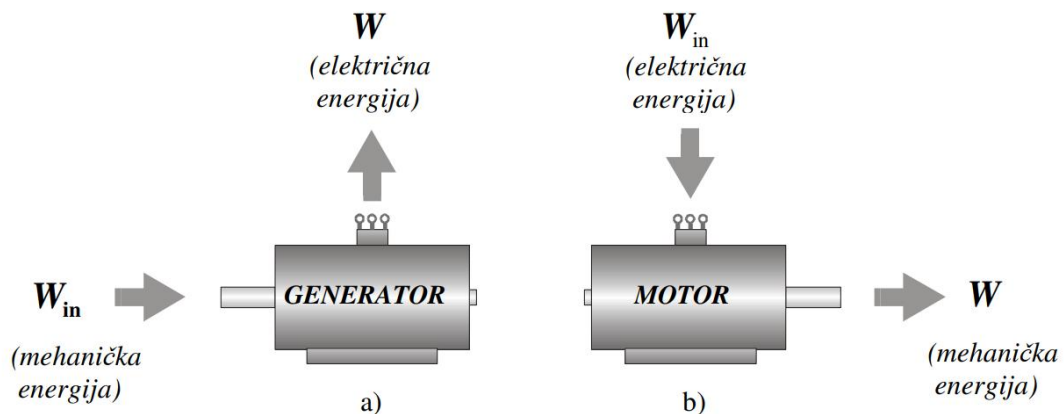 W
(električna
energija)
W_in
(električna
energija)
W_in
GENERATOR
MOTOR
W
(mehanička
energija)
(mehanička
energija)
a)
b)